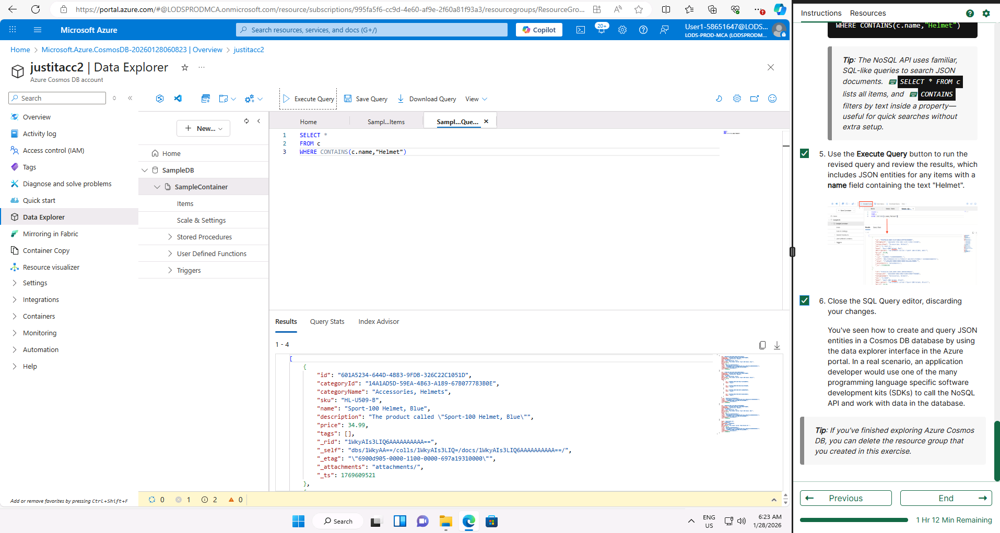 https://portal.azure.com/#@LODSPRODMCA.onmicrosoft.com/resource/subscriptions/995fa5f6-cc9d-4e60-af9e-2f60a81f93a3/resourcegroups/ResourceGro...
Microsoft Azure
Search resources, services, and docs (G+/)
Copilot
20+
User1-58651647@LODS...
LODS-PROD-MCA (LODSPRODM...
Home > Microsoft.Azure.CosmosDB-20260128060823 | Overview > justitacc2
justitacc2 | Data Explorer
Azure Cosmos DB account
Search
Overview
Activity log
Access control (IAM)
Tags
Diagnose and solve problems
Quick start
Data Explorer
Mirroring in Fabric
Container Copy
Resource visualizer
Settings
Integrations
Containers
Monitoring
Automation
Help
Add or remove favorites by pressing Ctrl+Shift+F
Execute Query
Save Query
Download Query
View
New...
Home
SampleDB
SampleContainer
Items
Scale & Settings
Stored Procedures
User Defined Functions
Triggers
Home
Sampl...Items
Sampl...Que...
1 SELECT *
2 FROM c
3 WHERE CONTAINS(c.name,"Helmet")
Results
Query Stats
Index Advisor
1 - 4
[
{
"id": "601A5234-644D-4B83-9FDB-326C22C1051D",
"categoryId": "14A1AD5D-59EA-4B63-A189-67B077783B0E",
"categoryName": "Accessories, Helmets",
"sku": "HL-U509-B",
"name": "Sport-100 Helmet, Blue",
"description": "The product called \"Sport-100 Helmet, Blue\"",
"price": 34.99,
"tags": [],
"_rid": "1WkyAIs3LIQ6AAAAAAAAAA==",
"_self": "dbs/1WkyAA==/colls/1WkyAIs3LIQ=/docs/1WkyAIs3LIQ6AAAAAAAAAA==/",
"_etag": "\"6900d905-0000-1100-0000-697a19310000\"",
"_attachments": "attachments/",
"_ts": 1769609521
},
0 1 2 0
Search
ENG
US
6:23 AM
1/28/2026
Instructions
Resources
WHERE CONTAINS(c.name,"Helmet")
Tip: The NoSQL API uses familiar,
SQL-like queries to search JSON
documents. SELECT * FROM c
lists all items, and CONTAINS
filters by text inside a property—
useful for quick searches without
extra setup.
5. Use the Execute Query button to run the
revised query and review the results, which
includes JSON entities for any items with a
name field containing the text "Helmet".
6. Close the SQL Query editor, discarding
your changes.
You've seen how to create and query JSON
entities in a Cosmos DB database by using
the data explorer interface in the Azure
portal. In a real scenario, an application
developer would use one of the many
programming language specific software
development kits (SDKs) to call the NoSQL
API and work with data in the database.
Tip: If you've finished exploring Azure Cosmos
DB, you can delete the resource group that
you created in this exercise.
Previous
End
1 Hr 12 Min Remaining